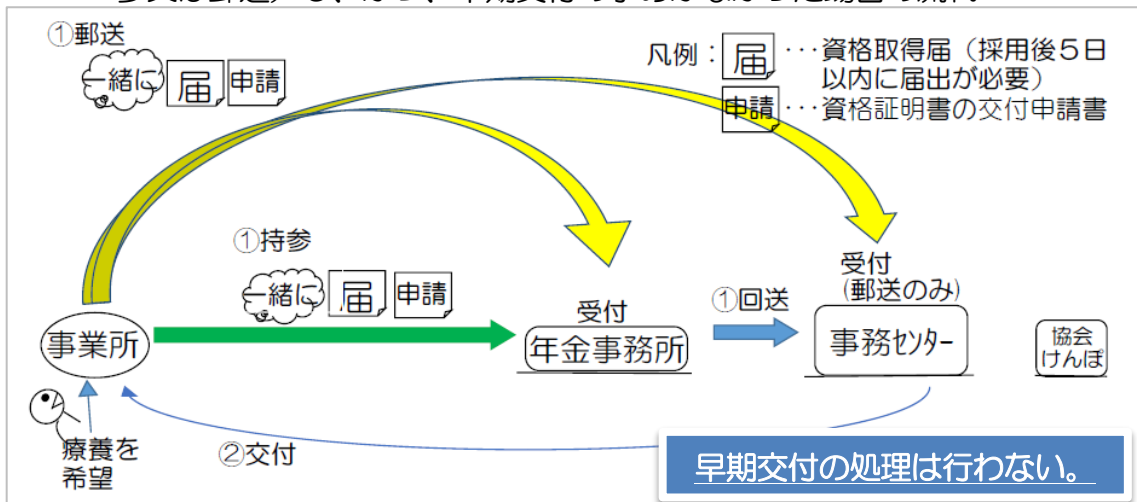 ①郵送
一緒に 届 申請
凡例：届・・・資格取得届（採用後５日
以内に届出が必要）
申請・・・資格証明書の交付申請書
①持参
一緒に 届 申請
受付
(郵送のみ)
受付
①回送
事業所
年金事務所
事務ｾﾝﾀｰ
協会
けんぽ
療養を
希望
②交付
早期交付の処理は行わない。